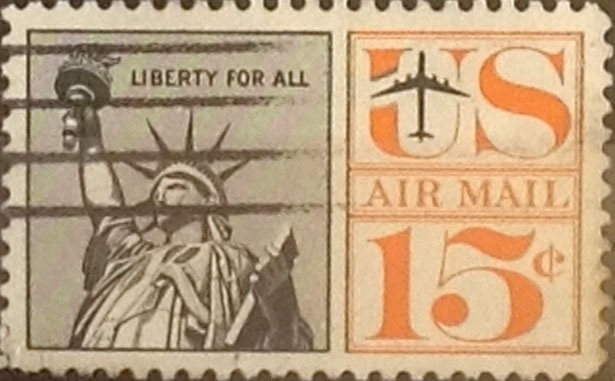 LIBERTY FOR ALL
US
AIR MAIL
15¢